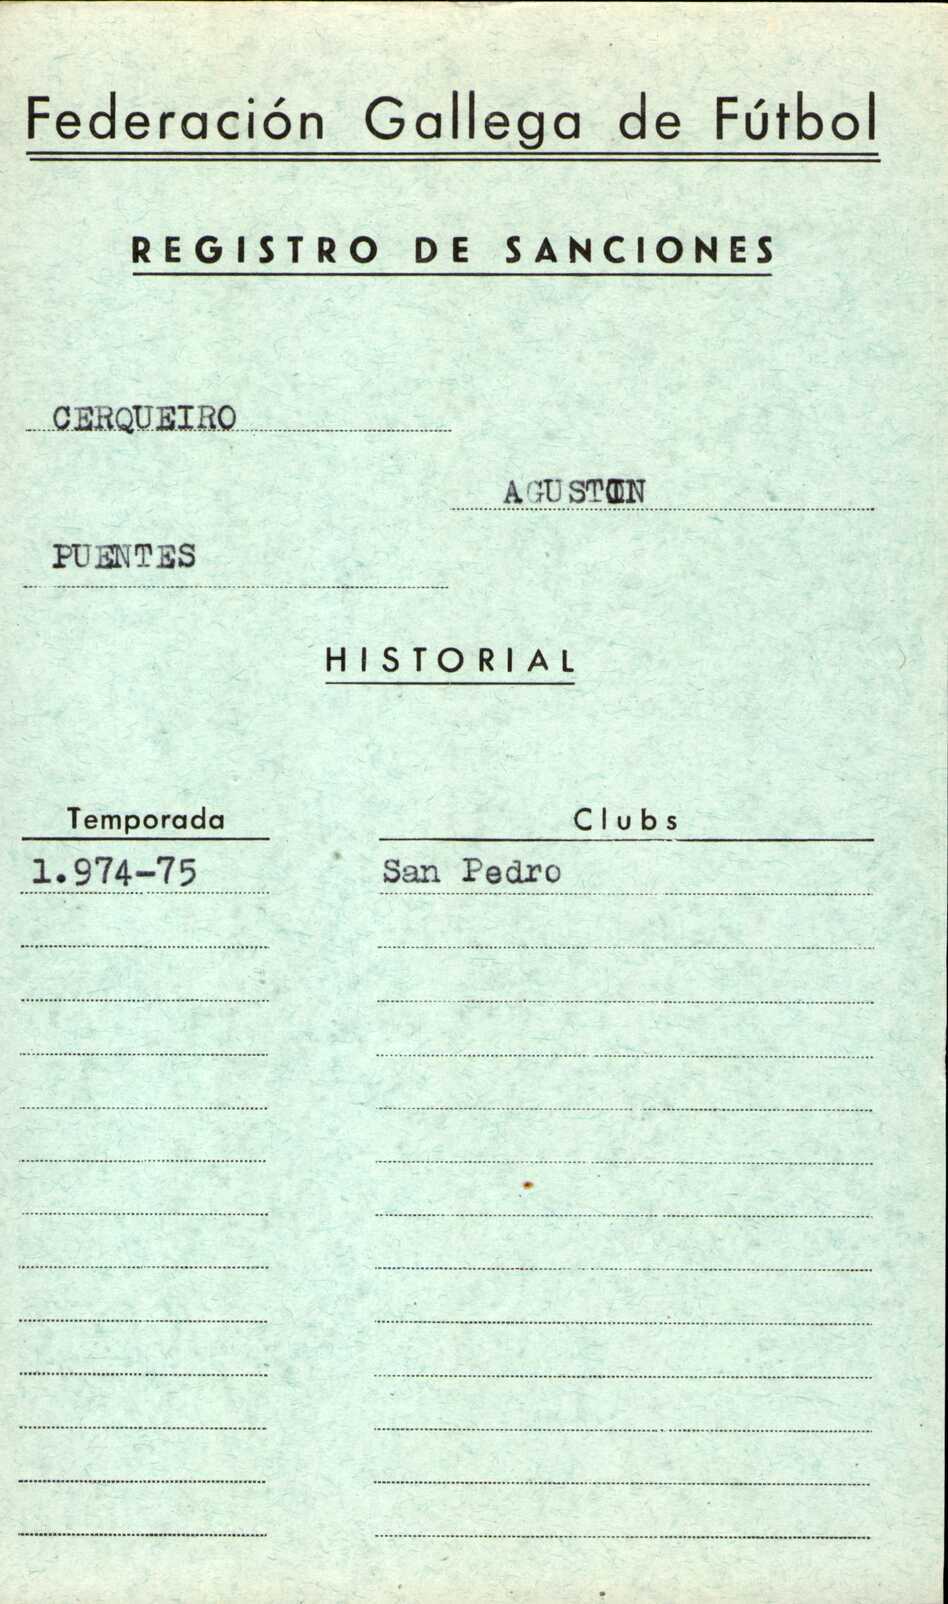 Federación Gallega de Fútbol
REGISTRO DE SANCIONES
CERQUEIRO
AGUSTIN
PUENTES
HISTORIAL
Temporada Clubs
1.974-75 San Pedro